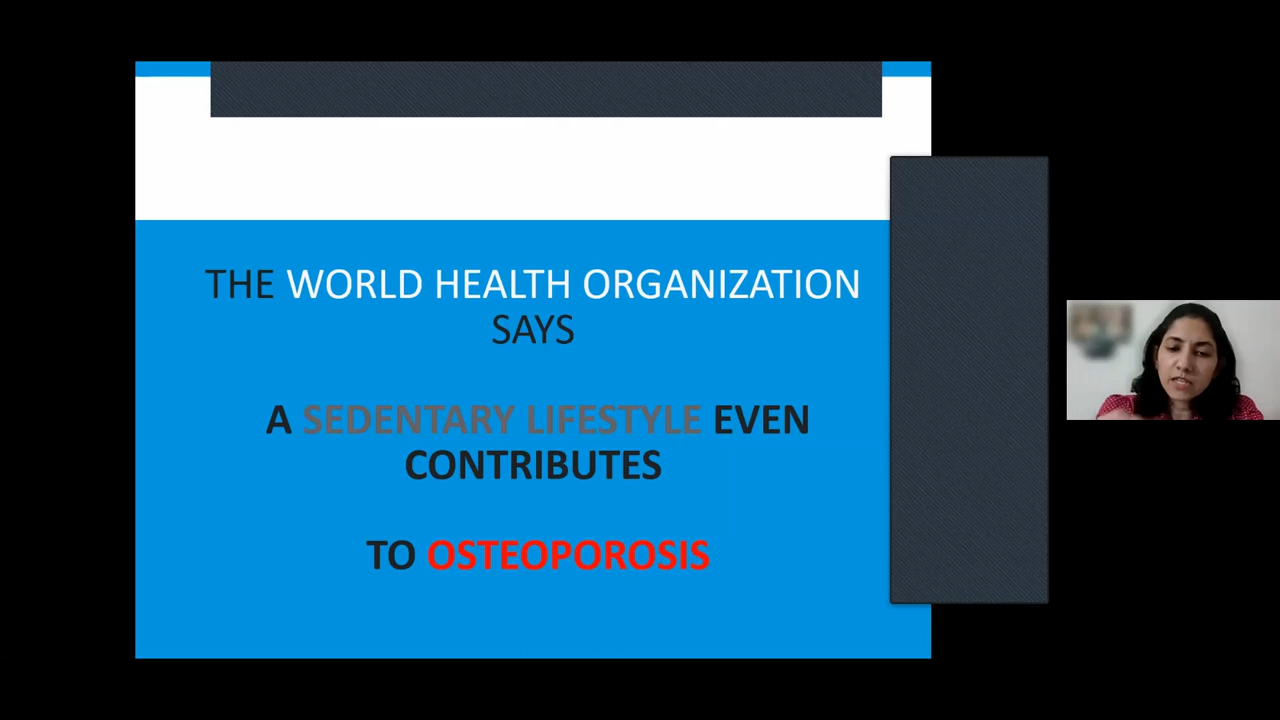 THE WORLD HEALTH ORGANIZATION
SAYS
A SEDENTARY LIFESTYLE EVEN
CONTRIBUTES
TO OSTEOPOROSIS